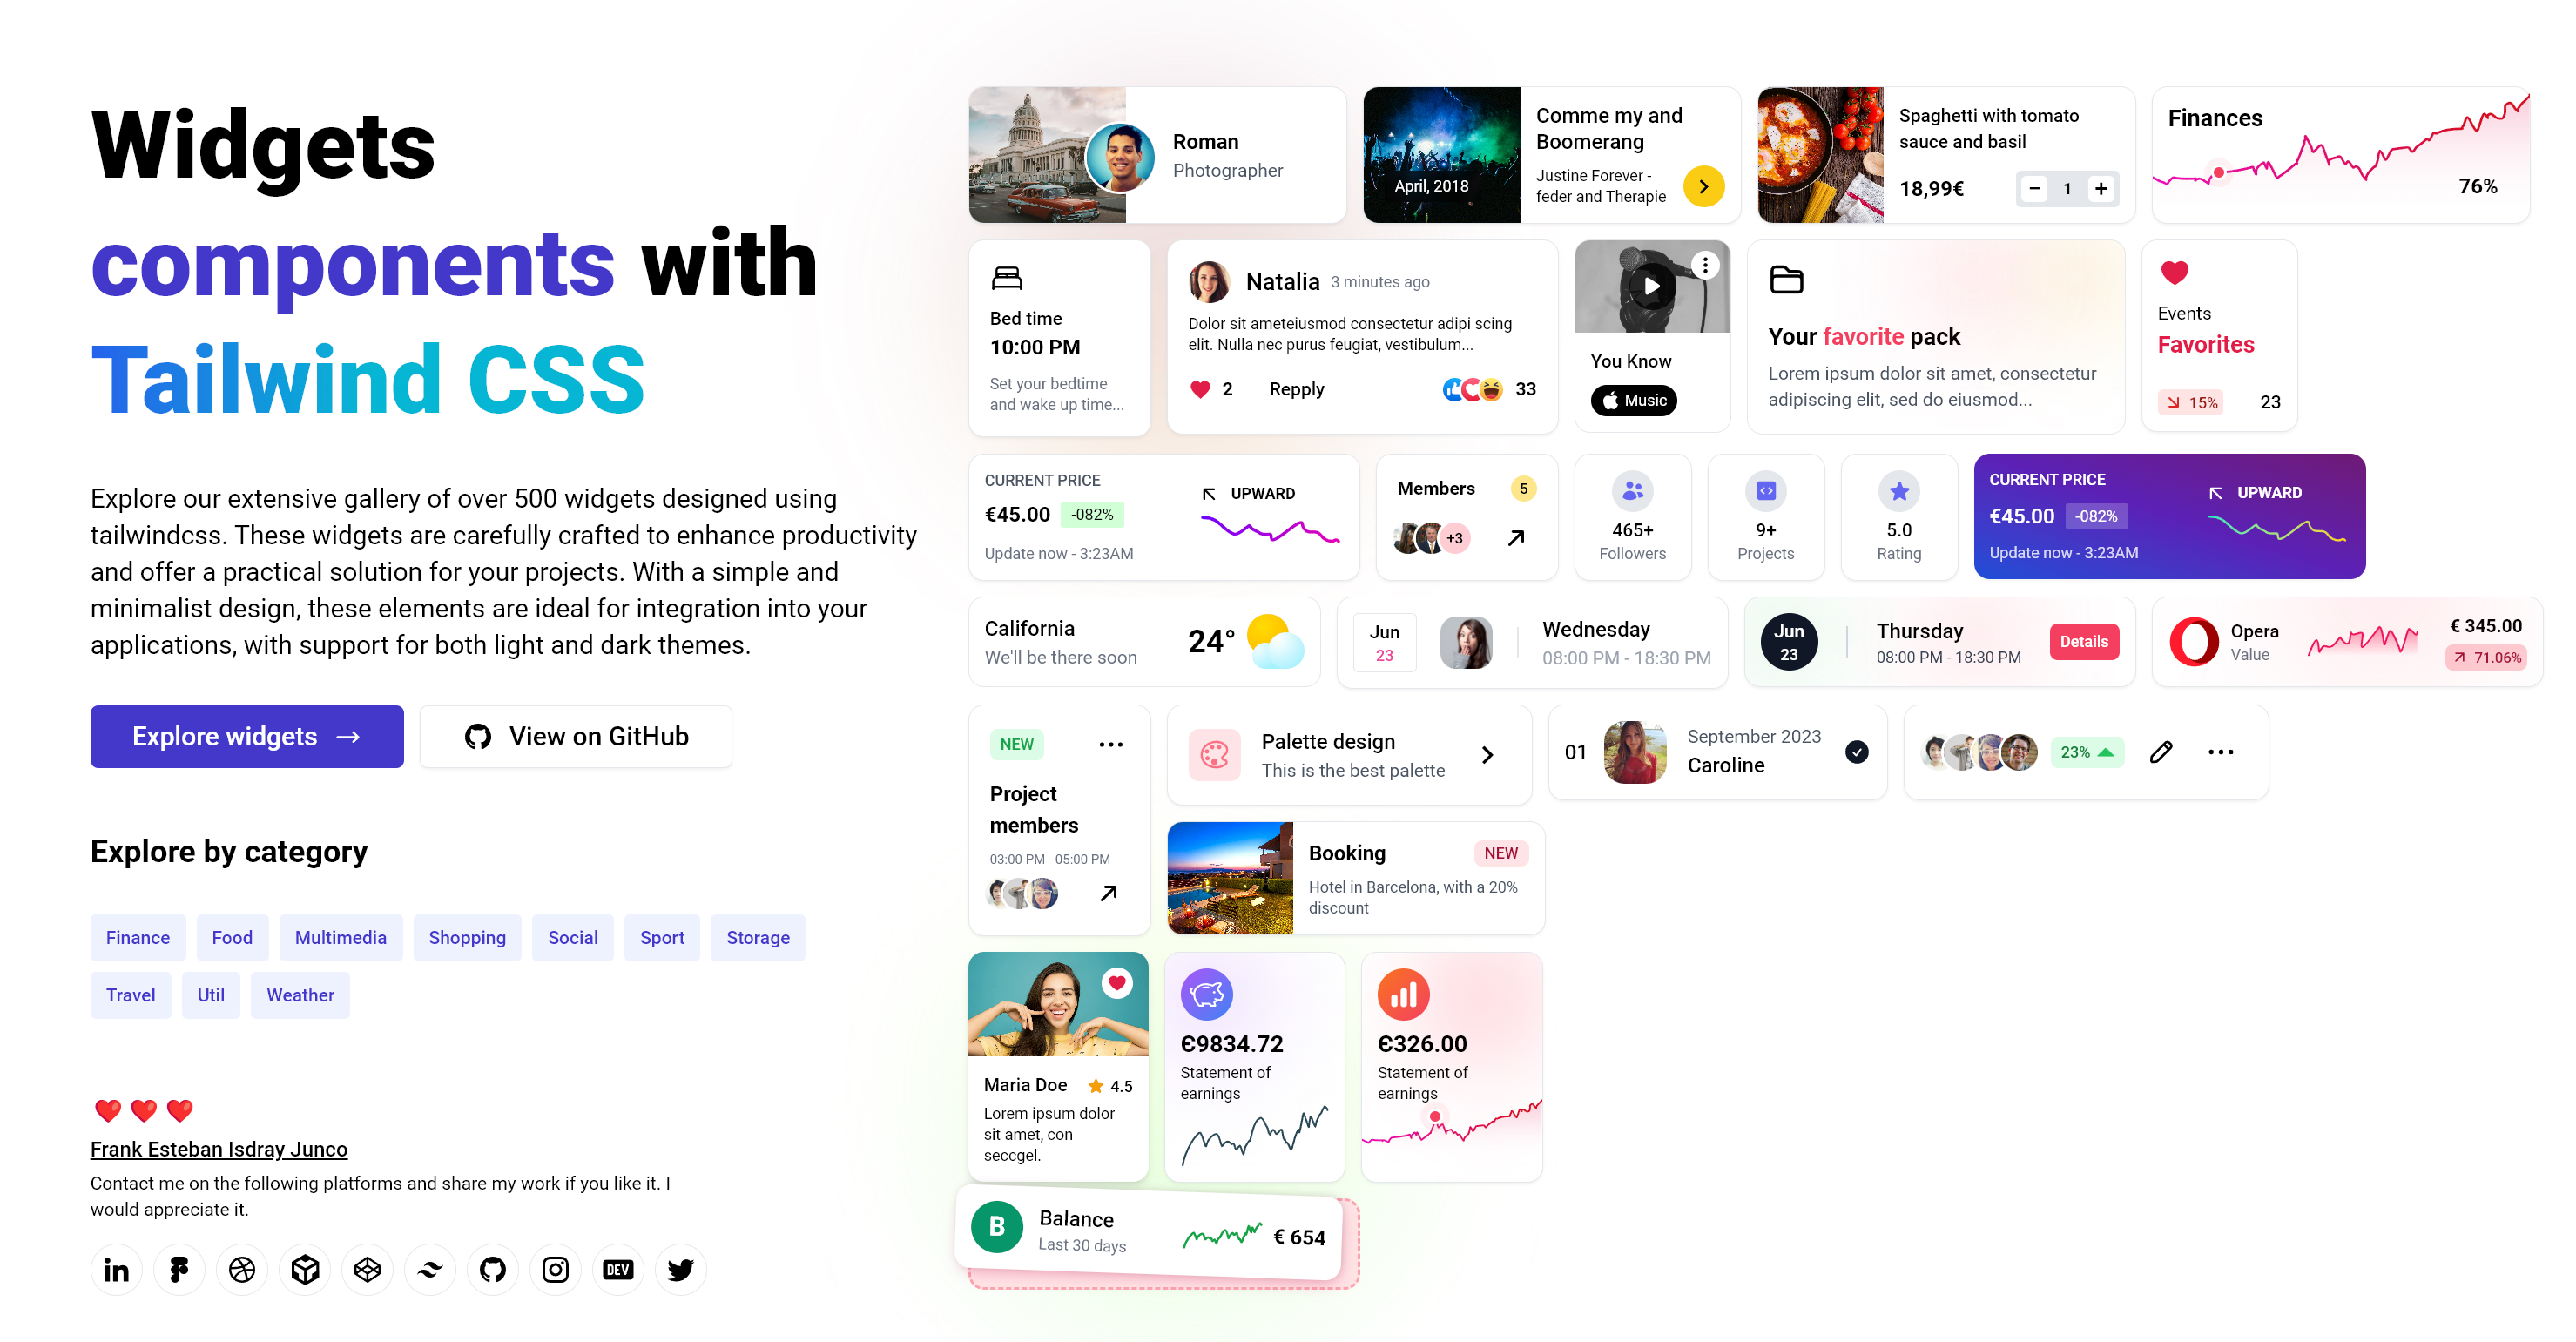 Widgets
components with
Tailwind CSS
Explore our extensive gallery of over 500 widgets designed using
tailwindcss. These widgets are carefully crafted to enhance productivity
and offer a practical solution for your projects. With a simple and
minimalist design, these elements are ideal for integration into your
applications, with support for both light and dark themes.
Explore widgets
View on GitHub
Explore by category
Finance
Food
Multimedia
Shopping
Social
Sport
Storage
Travel
Util
Weather
Frank Esteban Isdray Junco
Contact me on the following platforms and share my work if you like it. I
would appreciate it.
in
DEV
Roman
Photographer
April, 2018
Comme my and
Boomerang
Justine Forever -
feder and Therapie
Spaghetti with tomato
sauce and basil
18,99€
− 1 +
Finances
76%
Bed time
10:00 PM
Set your bedtime
and wake up time...
Natalia 3 minutes ago
Dolor sit ameteiusmod consectetur adipi scing
elit. Nulla nec purus feugiat, vestibulum...
2 Repply 33
You Know
Music
Your favorite pack
Lorem ipsum dolor sit amet, consectetur
adipiscing elit, sed do eiusmod...
Events
Favorites
15% 23
CURRENT PRICE
€45.00 -082%
Update now - 3:23AM
UPWARD
Members 5
+3
465+
Followers
9+
Projects
5.0
Rating
CURRENT PRICE
€45.00 -082%
Update now - 3:23AM
UPWARD
California
We'll be there soon
24°
Jun
23
Wednesday
08:00 PM - 18:30 PM
Jun
23
Thursday
08:00 PM - 18:30 PM
Details
Opera
Value
€ 345.00
71.06%
NEW
Project
members
03:00 PM - 05:00 PM
Palette design
This is the best palette
01
September 2023
Caroline
23%
Booking NEW
Hotel in Barcelona, with a 20%
discount
Maria Doe 4.5
Lorem ipsum dolor
sit amet, con
seccgel.
€9834.72
Statement of
earnings
€326.00
Statement of
earnings
B
Balance
Last 30 days
€ 654